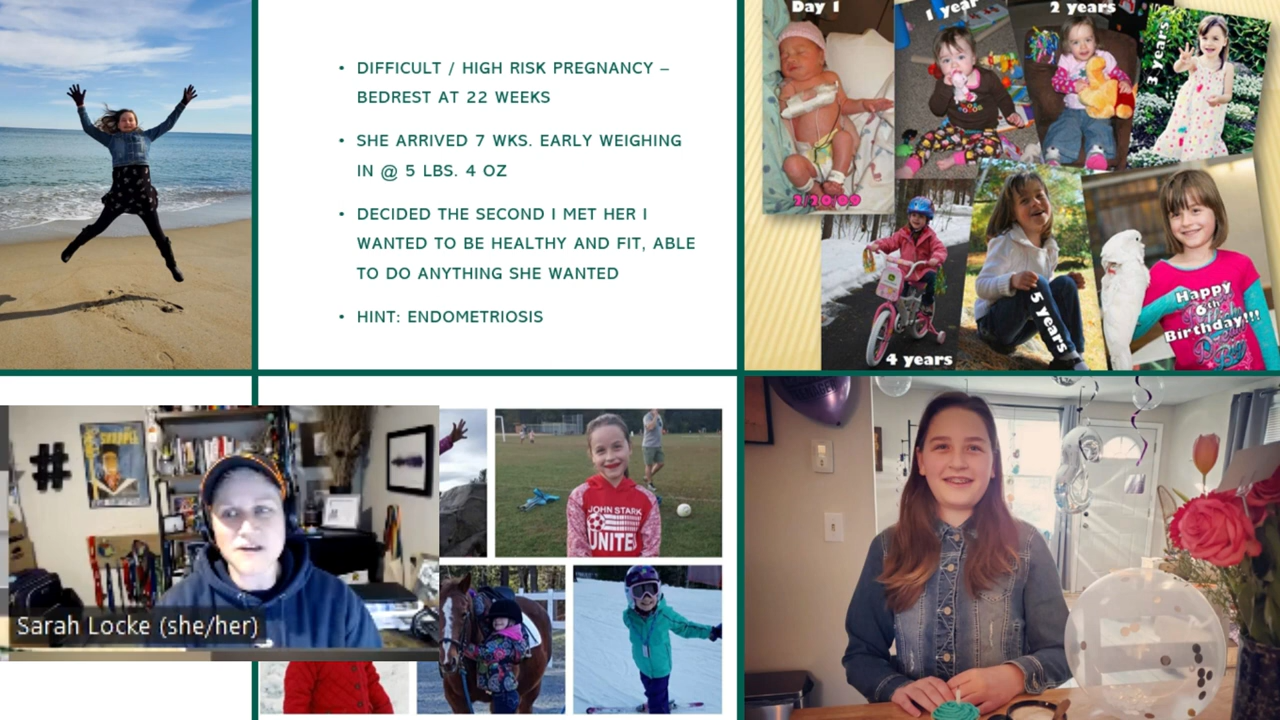 • DIFFICULT / HIGH RISK PREGNANCY –
BEDREST AT 22 WEEKS
• SHE ARRIVED 7 WKS. EARLY WEIGHING
IN @ 5 LBS. 4 OZ
• DECIDED THE SECOND I MET HER I
WANTED TO BE HEALTHY AND FIT, ABLE
TO DO ANYTHING SHE WANTED
• HINT: ENDOMETRIOSIS
Day 1
1 year
2 years
3 years
2/20/09
4 years
5 years
Happy
6th
Birthday!!!
#
JOHN STARK
UNITED
Sarah Locke (she/her)